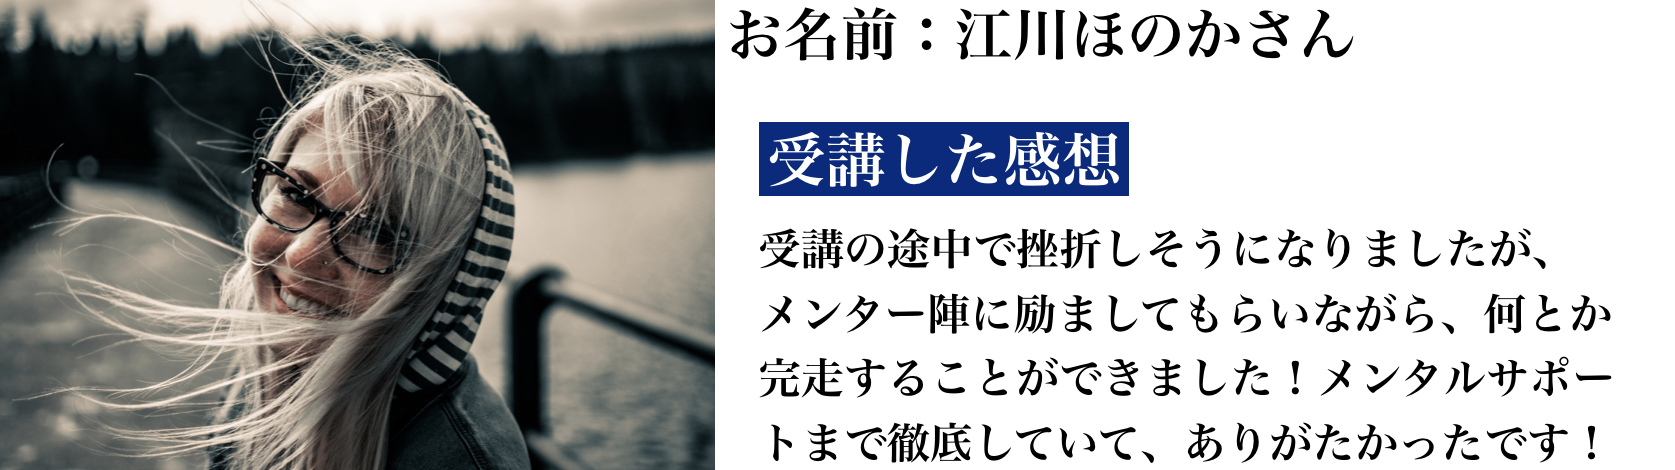 お名前：江川ほのかさん
受講した感想
受講の途中で挫折しそうになりましたが、
メンター陣に励ましてもらいながら、何とか
完走することができました！メンタルサポー
トまで徹底していて、ありがたかったです！